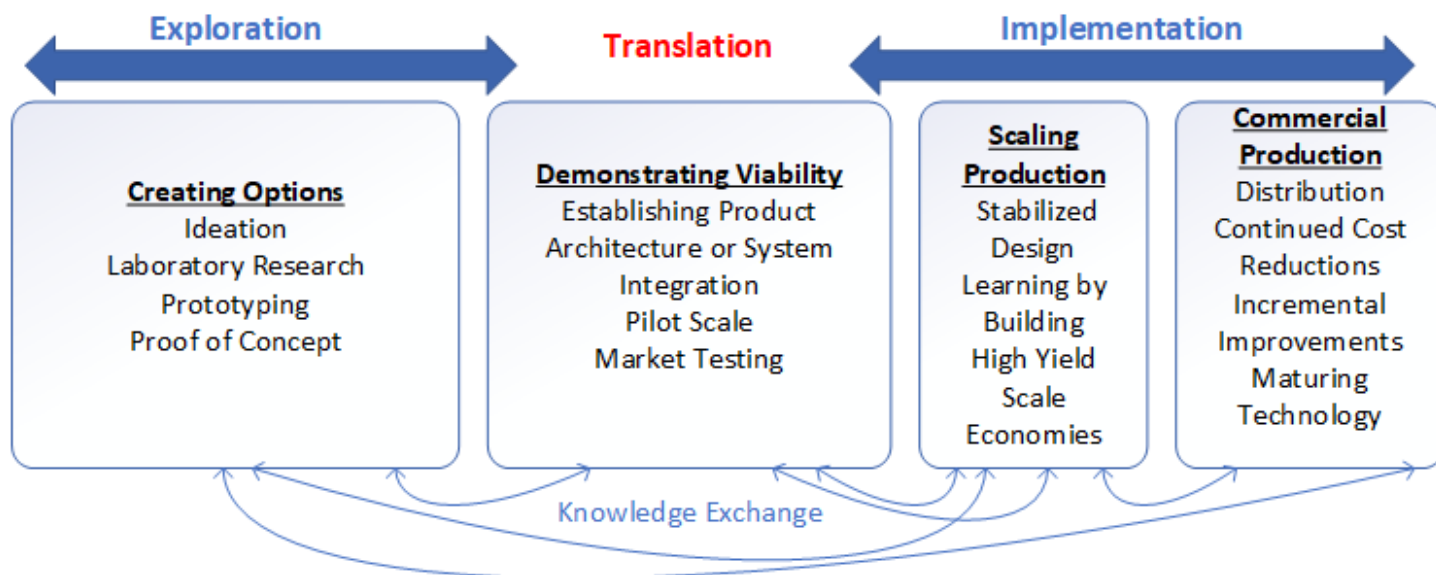 Exploration
Translation
Implementation
Creating Options
Ideation
Laboratory Research
Prototyping
Proof of Concept
Demonstrating Viability
Establishing Product
Architecture or System
Integration
Pilot Scale
Market Testing
Scaling
Production
Stabilized
Design
Learning by
Building
High Yield
Scale
Economies
Commercial
Production
Distribution
Continued Cost
Reductions
Incremental
Improvements
Maturing
Technology
Knowledge Exchange